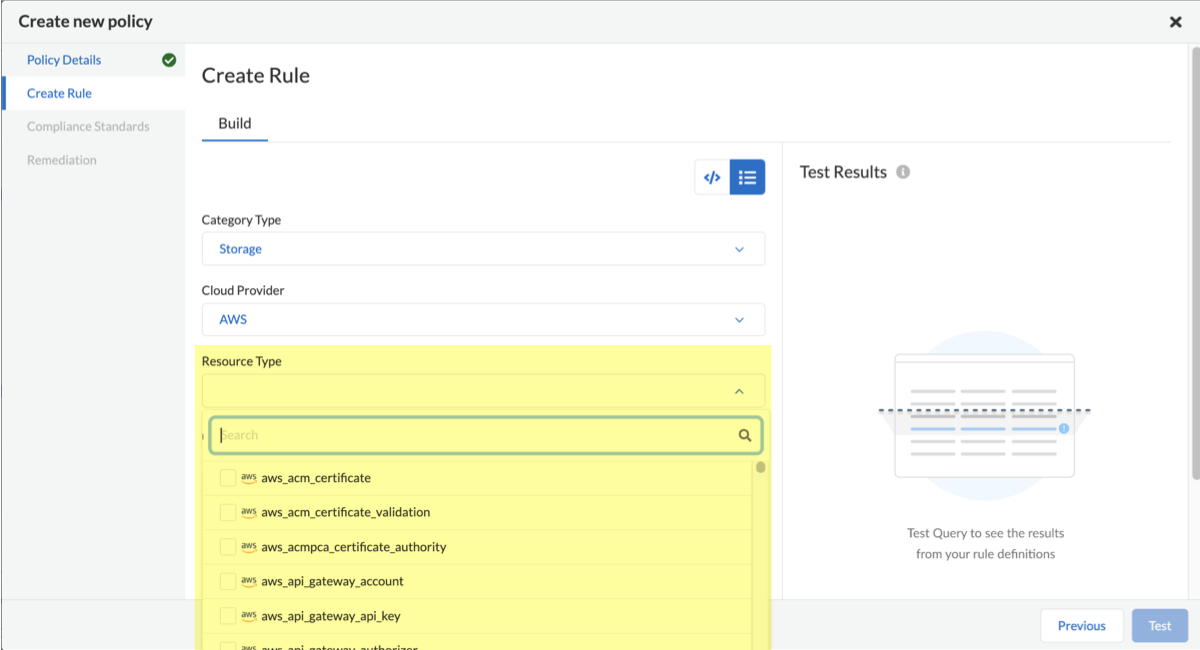 Create new policy
Policy Details
Create Rule
Compliance Standards
Remediation
Create Rule
Build
</>
Category Type
Storage
Cloud Provider
AWS
Resource Type
Search
aws aws_acm_certificate
aws aws_acm_certificate_validation
aws aws_acmpca_certificate_authority
aws aws_api_gateway_account
aws aws_api_gateway_api_key
aws aws_api_gateway_authorizer
Test Results
Test Query to see the results
from your rule definitions
Previous
Test